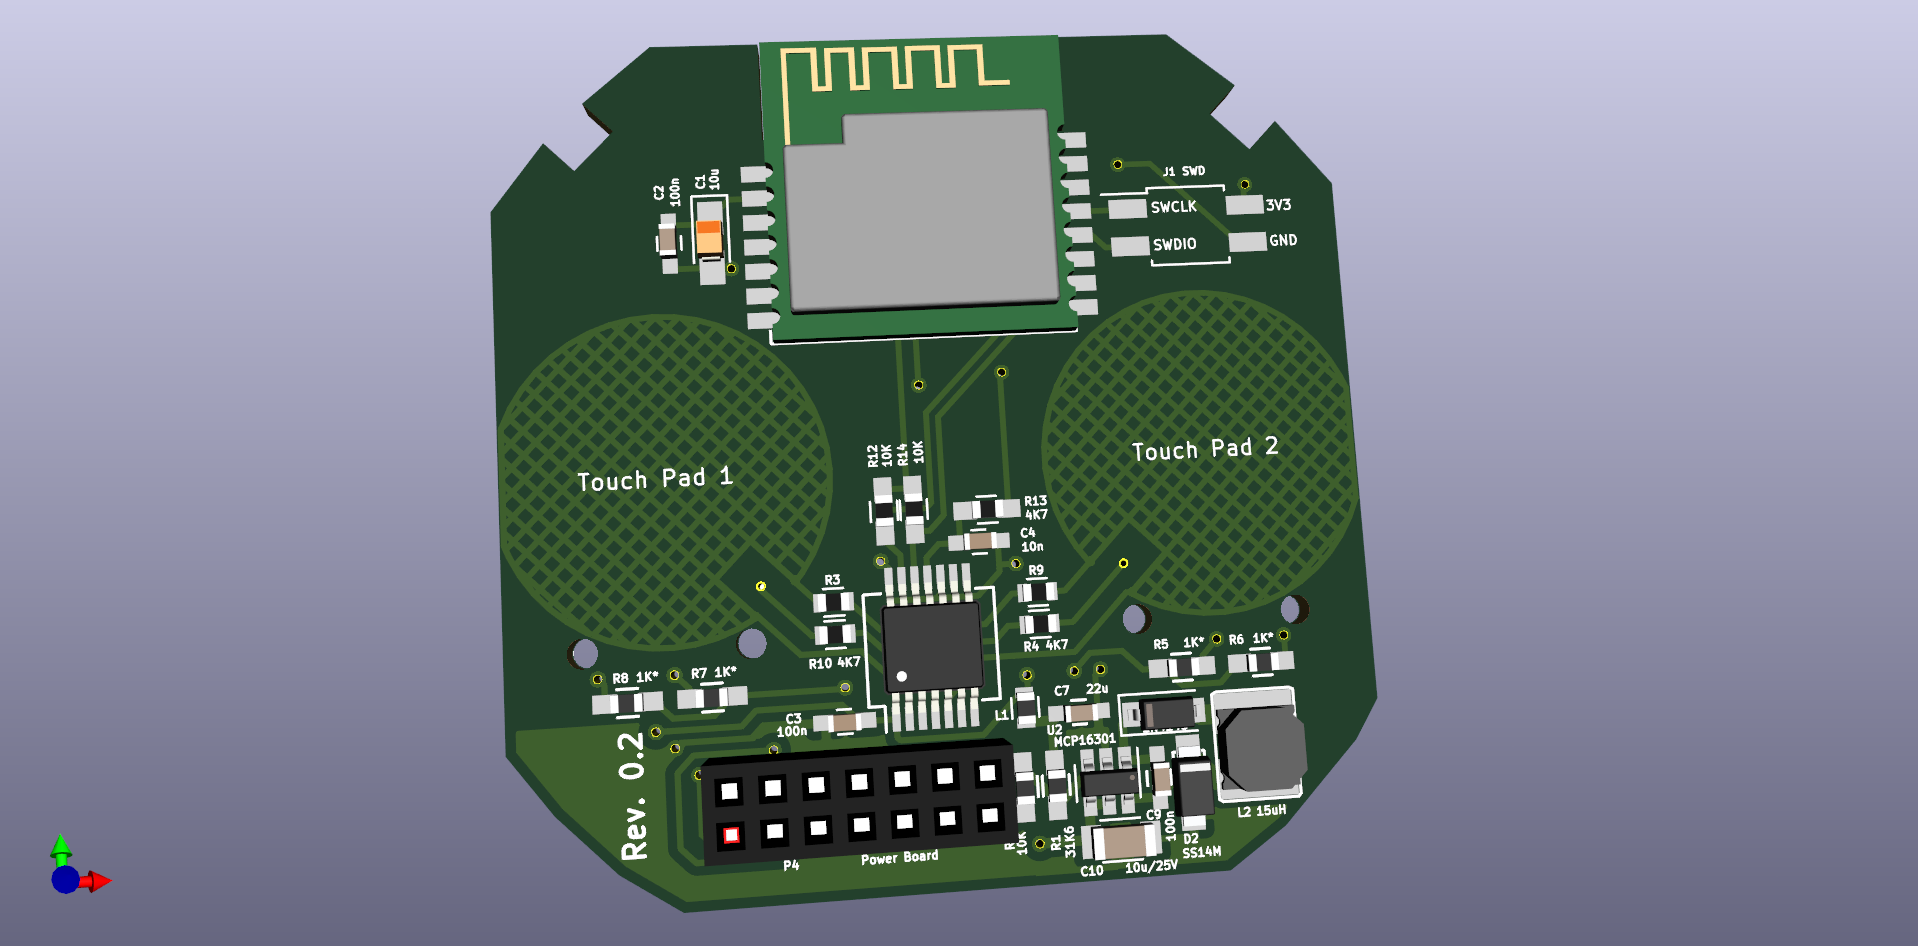 J1 SWD
C2
100n
C1
10u
SWCLK
3V3
SWDIO
GND
Touch Pad 1
Touch Pad 2
R12
10K
R14
10K
R13
4K7
C4
10n
R3
R9
R10 4K7
R4 4K7
R5 1K*
R6 1K*
R8 1K*
R7 1K*
C3
100n
L1
C7 22u
U2
MCP16301
Rev. 0.2
P4
Power Board
10K
R1
31K6
C9
100n
C10
10u/25V
D2
SS14M
L2 15uH